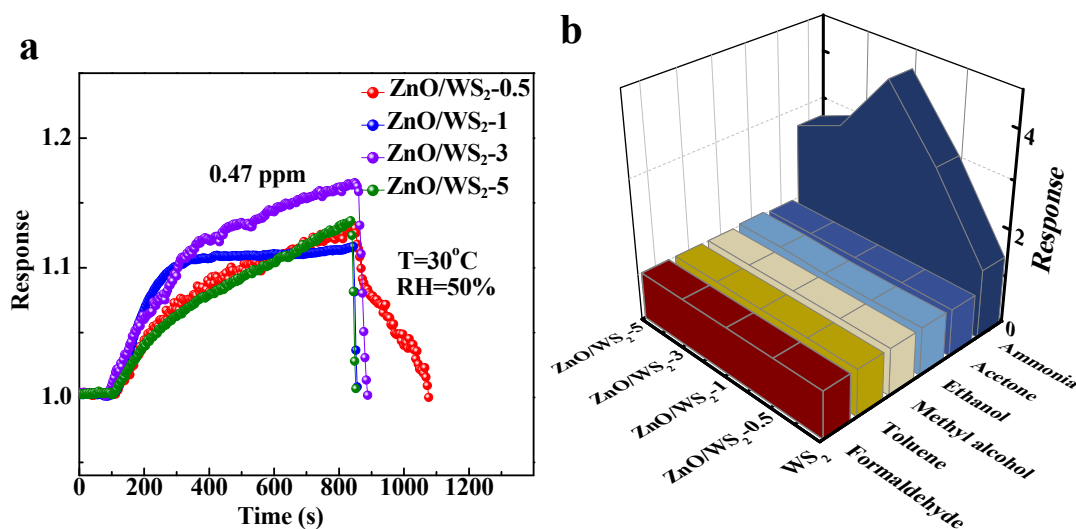 a
ZnO/WS₂-0.5
ZnO/WS₂-1
ZnO/WS₂-3
ZnO/WS₂-5
0.47 ppm
T=30°C
RH=50%
1.2
1.1
1.0
Response
0 200 400 600 800 1000 1200
Time (s)
b
4
2
0
Response
ZnO/WS₂-5
ZnO/WS₂-3
ZnO/WS₂-1
ZnO/WS₂-0.5
WS₂
Ammonia
Acetone
Ethanol
Methyl alcohol
Toluene
Formaldehyde